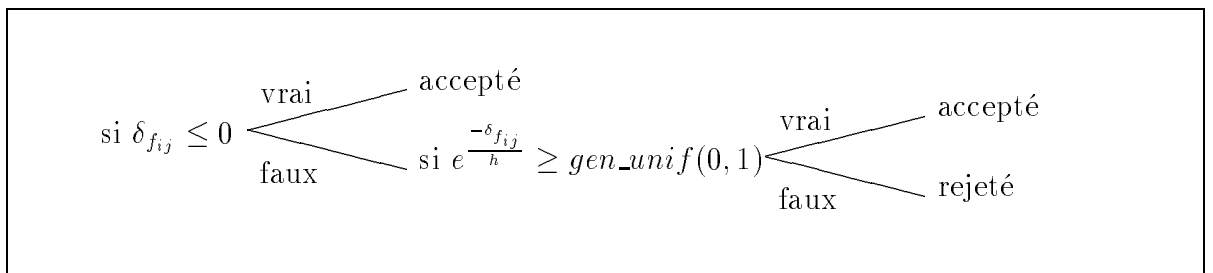 vrai accepté
si δ_{f_{ij}} ≤ 0
faux si e^{\frac{-δ_{f_{ij}}}{h}} ≥ gen_unif(0, 1)
vrai accepté
faux rejeté